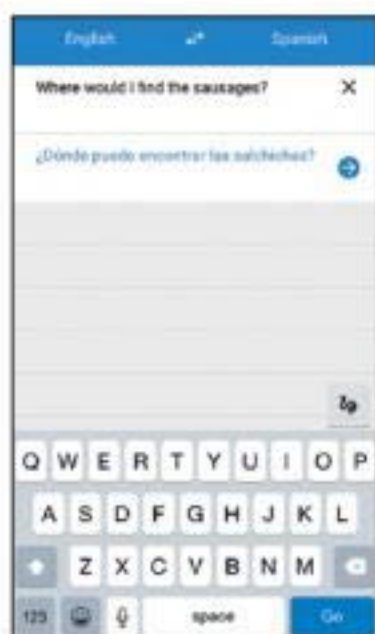 English Spanish
Where would I find the sausages?
¿Dónde puedo encontrar las salchichas?
Q W E R T Y U I O P
A S D F G H J K L
Z X C V B N M
123 space Go